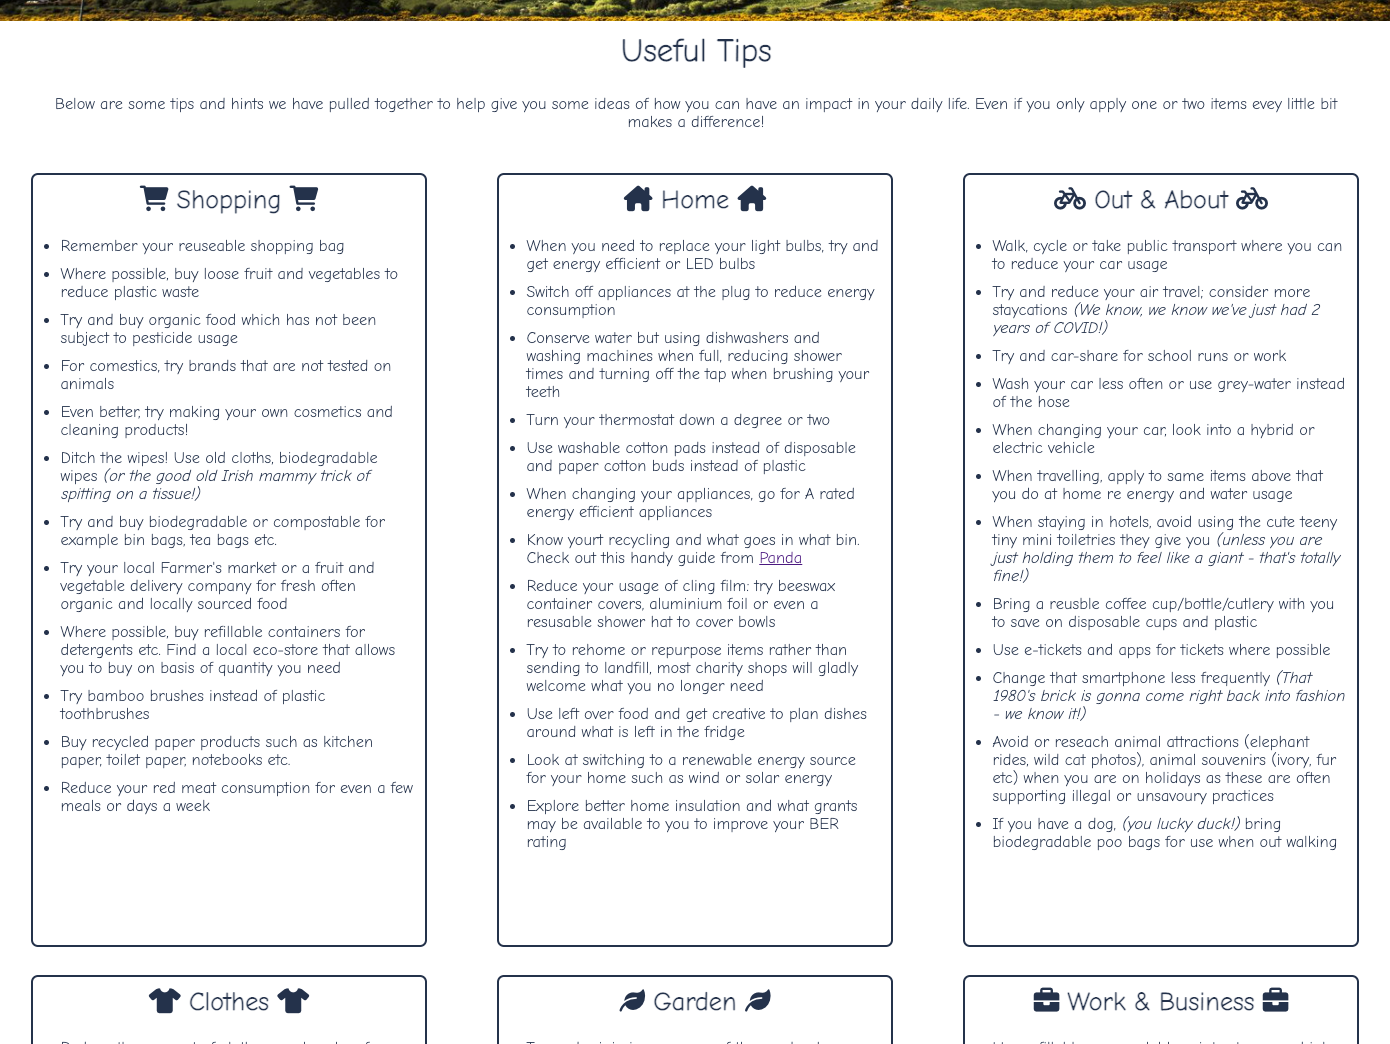 Useful Tips
Below are some tips and hints we have pulled together to help give you some ideas of how you can have an impact in your daily life. Even if you only apply one or two items evey little bit
makes a difference!
Shopping
Remember your reuseable shopping bag
Where possible, buy loose fruit and vegetables to
reduce plastic waste
Try and buy organic food which has not been
subject to pesticide usage
For comestics, try brands that are not tested on
animals
Even better, try making your own cosmetics and
cleaning products!
Ditch the wipes! Use old cloths, biodegradable
wipes (or the good old Irish mammy trick of
spitting on a tissue!)
Try and buy biodegradable or compostable for
example bin bags, tea bags etc.
Try your local Farmer's market or a fruit and
vegetable delivery company for fresh often
organic and locally sourced food
Where possible, buy refillable containers for
detergents etc. Find a local eco-store that allows
you to buy on basis of quantity you need
Try bamboo brushes instead of plastic
toothbrushes
Buy recycled paper products such as kitchen
paper, toilet paper, notebooks etc.
Reduce your red meat consumption for even a few
meals or days a week
Home
When you need to replace your light bulbs, try and
get energy efficient or LED bulbs
Switch off appliances at the plug to reduce energy
consumption
Conserve water but using dishwashers and
washing machines when full, reducing shower
times and turning off the tap when brushing your
teeth
Turn your thermostat down a degree or two
Use washable cotton pads instead of disposable
and paper cotton buds instead of plastic
When changing your appliances, go for A rated
energy efficient appliances
Know yourt recycling and what goes in what bin.
Check out this handy guide from Panda
Reduce your usage of cling film: try beeswax
container covers, aluminium foil or even a
resusable shower hat to cover bowls
Try to rehome or repurpose items rather than
sending to landfill, most charity shops will gladly
welcome what you no longer need
Use left over food and get creative to plan dishes
around what is left in the fridge
Look at switching to a renewable energy source
for your home such as wind or solar energy
Explore better home insulation and what grants
may be available to you to improve your BER
rating
Out & About
Walk, cycle or take public transport where you can
to reduce your car usage
Try and reduce your air travel; consider more
staycations (We know, we know we've just had 2
years of COVID!)
Try and car-share for school runs or work
Wash your car less often or use grey-water instead
of the hose
When changing your car, look into a hybrid or
electric vehicle
When travelling, apply to same items above that
you do at home re energy and water usage
When staying in hotels, avoid using the cute teeny
tiny mini toiletries they give you (unless you are
just holding them to feel like a giant - that's totally
fine!)
Bring a reusble coffee cup/bottle/cutlery with you
to save on disposable cups and plastic
Use e-tickets and apps for tickets where possible
Change that smartphone less frequently (That
1980's brick is gonna come right back into fashion
- we know it!)
Avoid or reseach animal attractions (elephant
rides, wild cat photos), animal souvenirs (ivory, fur
etc) when you are on holidays as these are often
supporting illegal or unsavoury practices
If you have a dog, (you lucky duck!) bring
biodegradable poo bags for use when out walking
Clothes
Garden
Work & Business